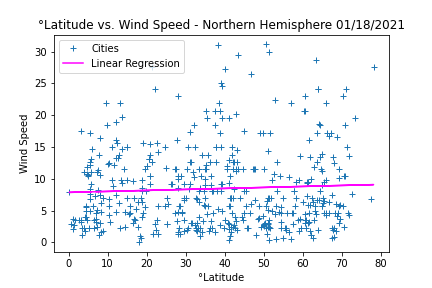 °Latitude vs. Wind Speed - Northern Hemisphere 01/18/2021
Cities
Linear Regression
Wind Speed
30
25
20
15
10
5
0
0 10 20 30 40 50 60 70 80
°Latitude